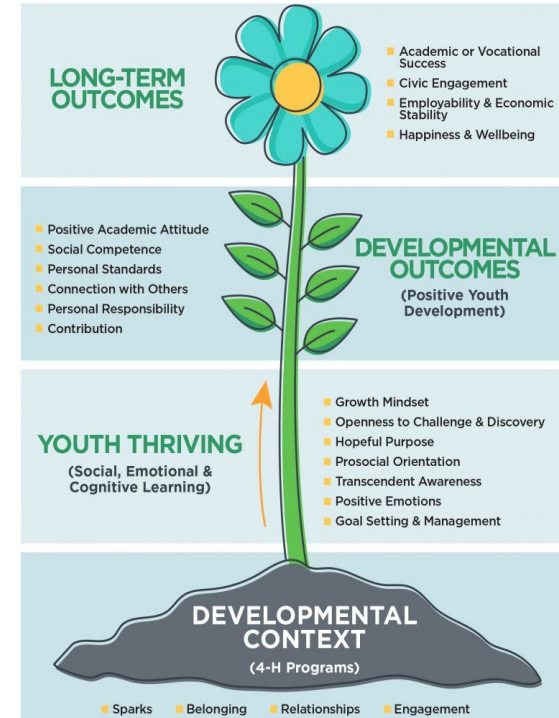 LONG-TERM
OUTCOMES
Academic or Vocational
Success
Civic Engagement
Employability & Economic
Stability
Happiness & Wellbeing
Positive Academic Attitude
Social Competence
Personal Standards
Connection with Others
Personal Responsibility
Contribution
DEVELOPMENTAL
OUTCOMES
(Positive Youth
Development)
YOUTH THRIVING
(Social, Emotional &
Cognitive Learning)
Growth Mindset
Openness to Challenge & Discovery
Hopeful Purpose
Prosocial Orientation
Transcendent Awareness
Positive Emotions
Goal Setting & Management
DEVELOPMENTAL
CONTEXT
(4-H Programs)
Sparks Belonging Relationships Engagement